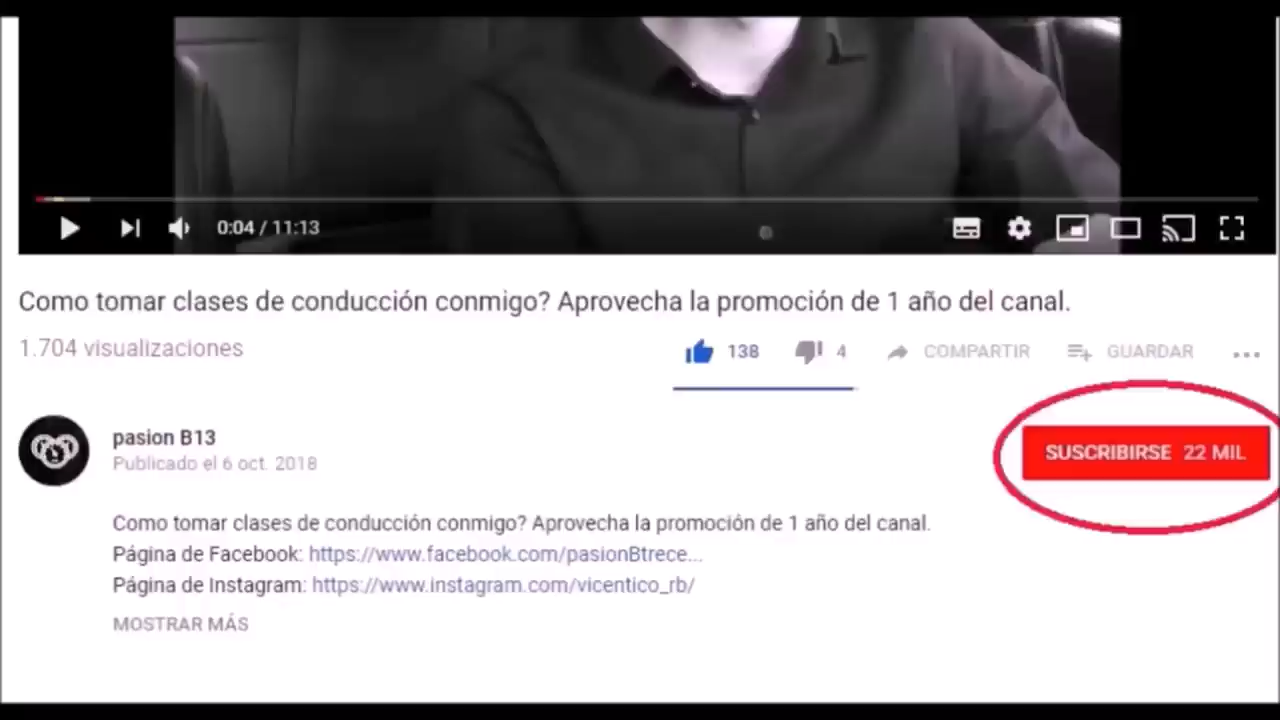 0:04 / 11:13
Como tomar clases de conducción conmigo? Aprovecha la promoción de 1 año del canal.
1.704 visualizaciones
138
4
COMPARTIR
GUARDAR
pasion B13
Publicado el 6 oct. 2018
SUSCRIBIRSE 22 MIL
Como tomar clases de conducción conmigo? Aprovecha la promoción de 1 año del canal.
Página de Facebook: https://www.facebook.com/pasionBtrece...
Página de Instagram: https://www.instagram.com/vicentico_rb/
MOSTRAR MÁS